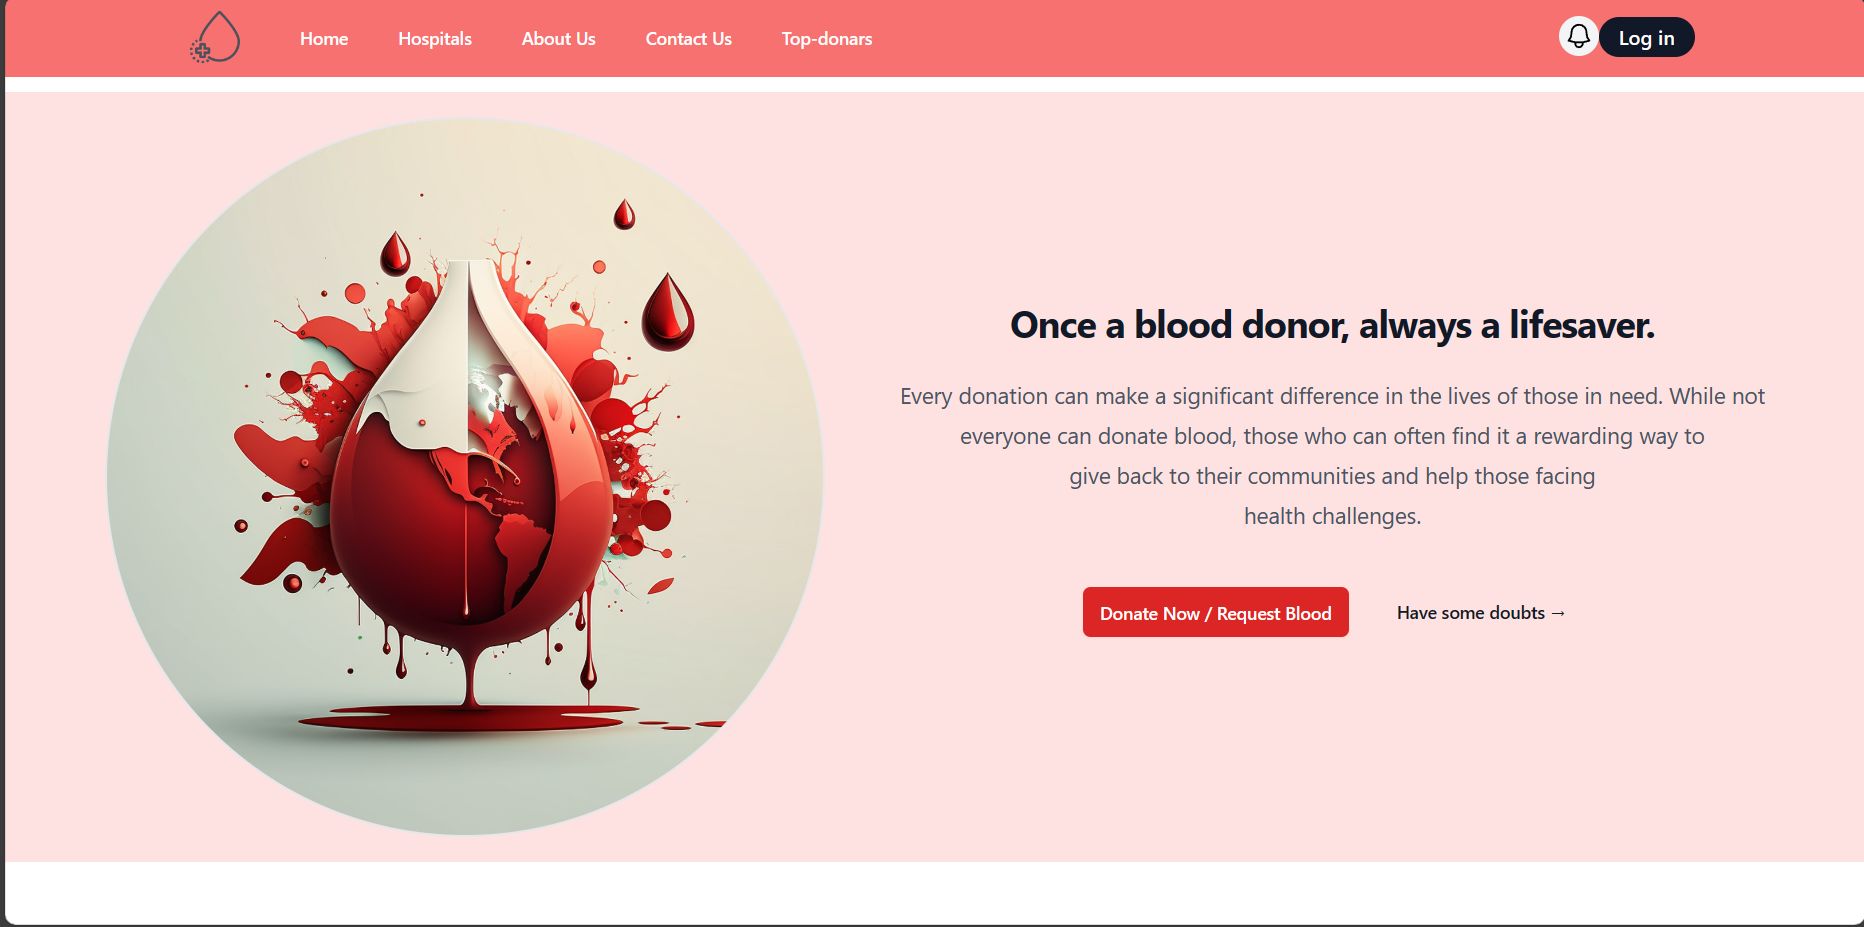 Home Hospitals About Us Contact Us Top-donars Log in
Once a blood donor, always a lifesaver.
Every donation can make a significant difference in the lives of those in need. While not
everyone can donate blood, those who can often find it a rewarding way to
give back to their communities and help those facing
health challenges.
Donate Now / Request Blood Have some doubts →